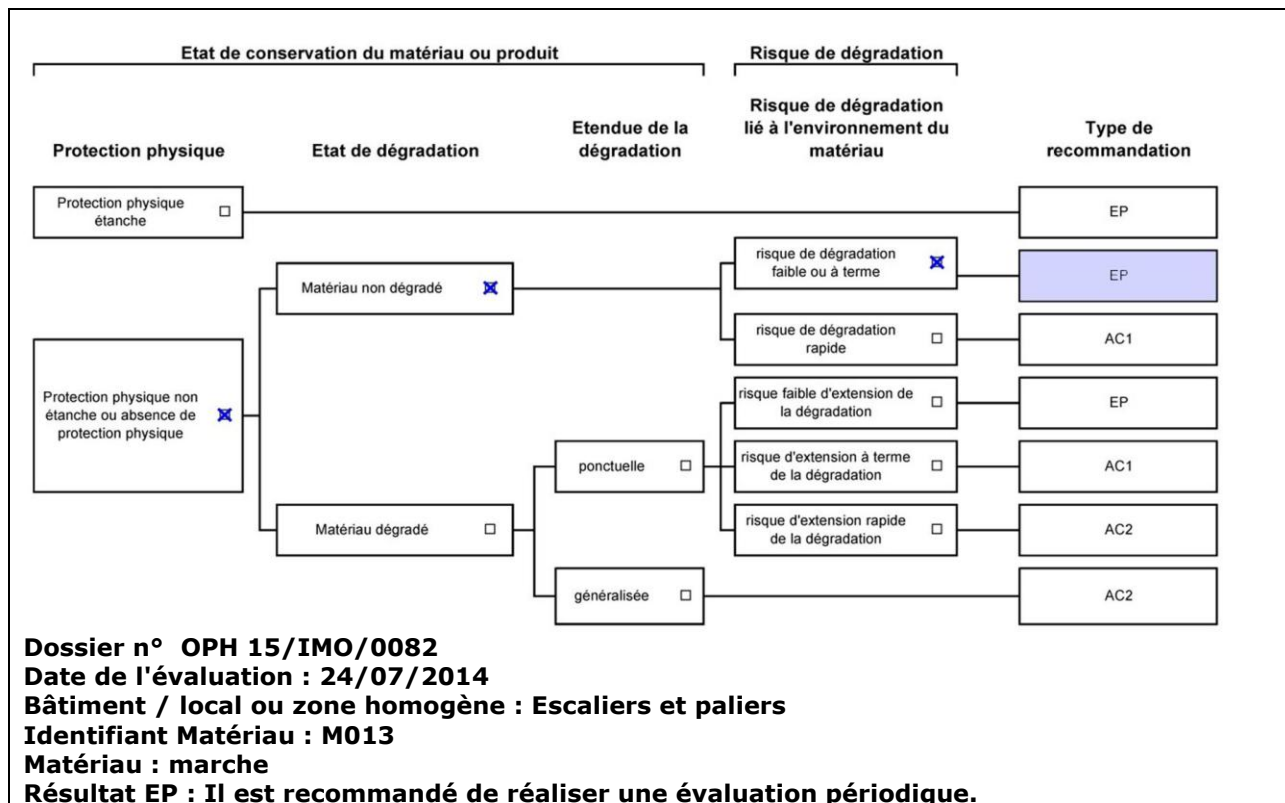 Etat de conservation du matériau ou produit
Risque de dégradation
Protection physique
Etat de dégradation
Etendue de la
dégradation
Risque de dégradation
lié à l'environnement du
matériau
Type de
recommandation
Protection physique
étanche
EP
Protection physique non
étanche ou absence de
protection physique
Matériau non dégradé
risque de dégradation
faible ou à terme
EP
risque de dégradation
rapide
AC1
Matériau dégradé
ponctuelle
risque faible d'extension de
la dégradation
EP
risque d'extension à terme
de la dégradation
AC1
risque d'extension rapide
de la dégradation
AC2
généralisée
AC2
Dossier n° OPH 15/IMO/0082
Date de l'évaluation : 24/07/2014
Bâtiment / local ou zone homogène : Escaliers et paliers
Identifiant Matériau : M013
Matériau : marche
Résultat EP : Il est recommandé de réaliser une évaluation périodique.